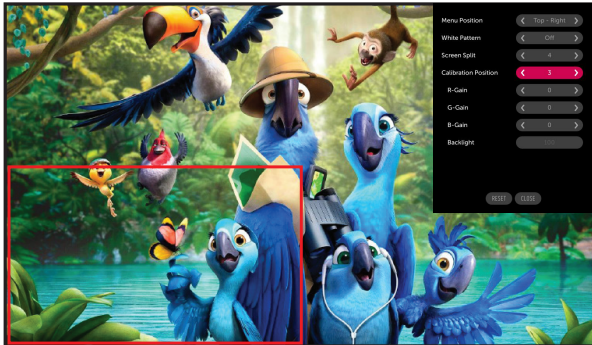 Menu Position
Top - Right
White Pattern
Off
Screen Split
4
Calibration Position
3
R-Gain
0
G-Gain
0
B-Gain
0
Backlight
RESET
CLOSE